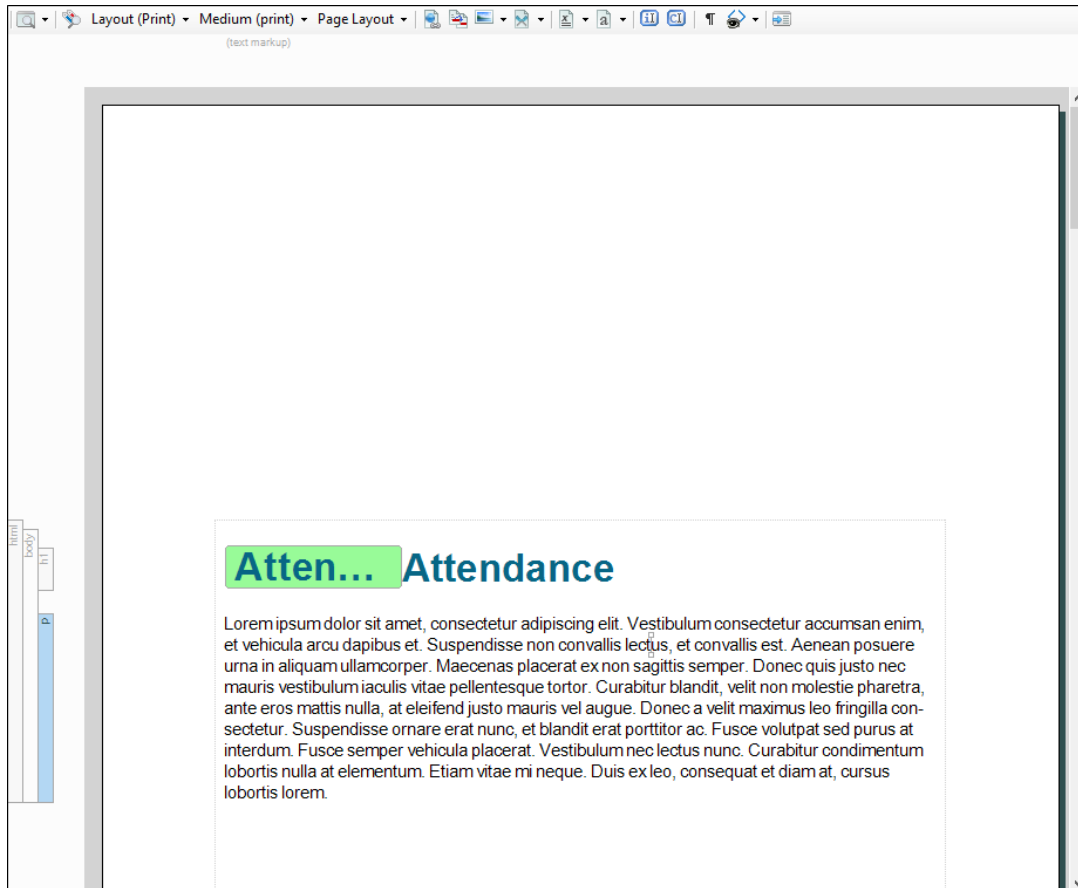 Layout (Print) Medium (print) Page Layout x a iI CI ¶
(text markup)
html
body
h1
p
Atten... Attendance
Lorem ipsum dolor sit amet, consectetur adipiscing elit. Vestibulum consectetur accumsan enim,
et vehicula arcu dapibus et. Suspendisse non convallis lectus, et convallis est. Aenean posuere
urna in aliquam ullamcorper. Maecenas placerat ex non sagittis semper. Donec quis justo nec
mauris vestibulum iaculis vitae pellentesque tortor. Curabitur blandit, velit non molestie pharetra,
ante eros mattis nulla, at eleifend justo mauris vel augue. Donec a velit maximus leo fringilla con-
sectetur. Suspendisse ornare erat nunc, et blandit erat porttitor ac. Fusce volutpat sed purus at
interdum. Fusce semper vehicula placerat. Vestibulum nec lectus nunc. Curabitur condimentum
lobortis nulla at elementum. Etiam vitae mi neque. Duis ex leo, consequat et diam at, cursus
lobortis lorem.